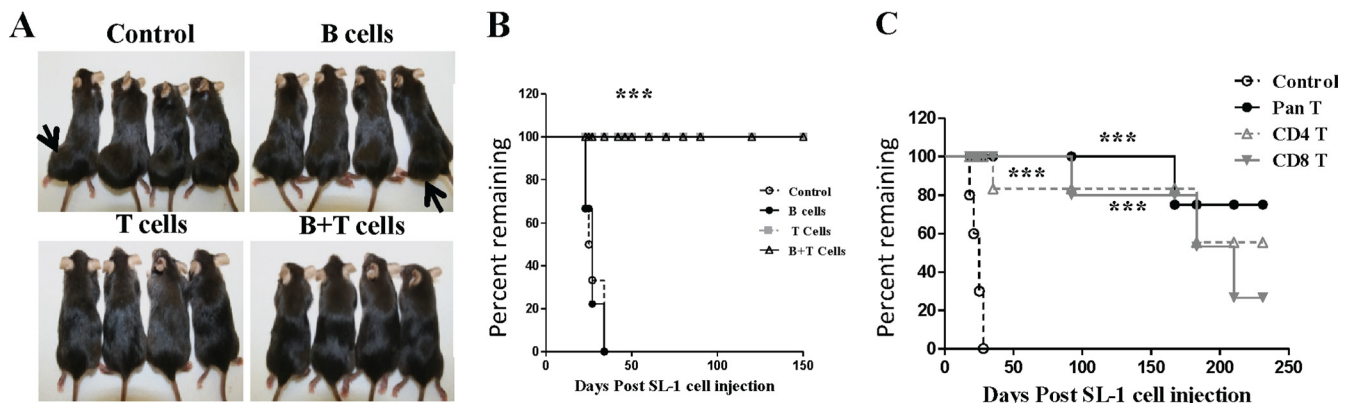 A
Control
B cells
T cells
B+T cells
B
***
120
100
80
60
40
20
0
0
50
100
150
Percent remaining
Days Post SL-1 cell injection
Control
B cells
T Cells
B+T Cells
C
Control
Pan T
CD4 T
CD8 T
120
100
80
60
40
20
0
***
***
***
0
50
100
150
200
250
Percent remaining
Days Post SL-1 cell injection